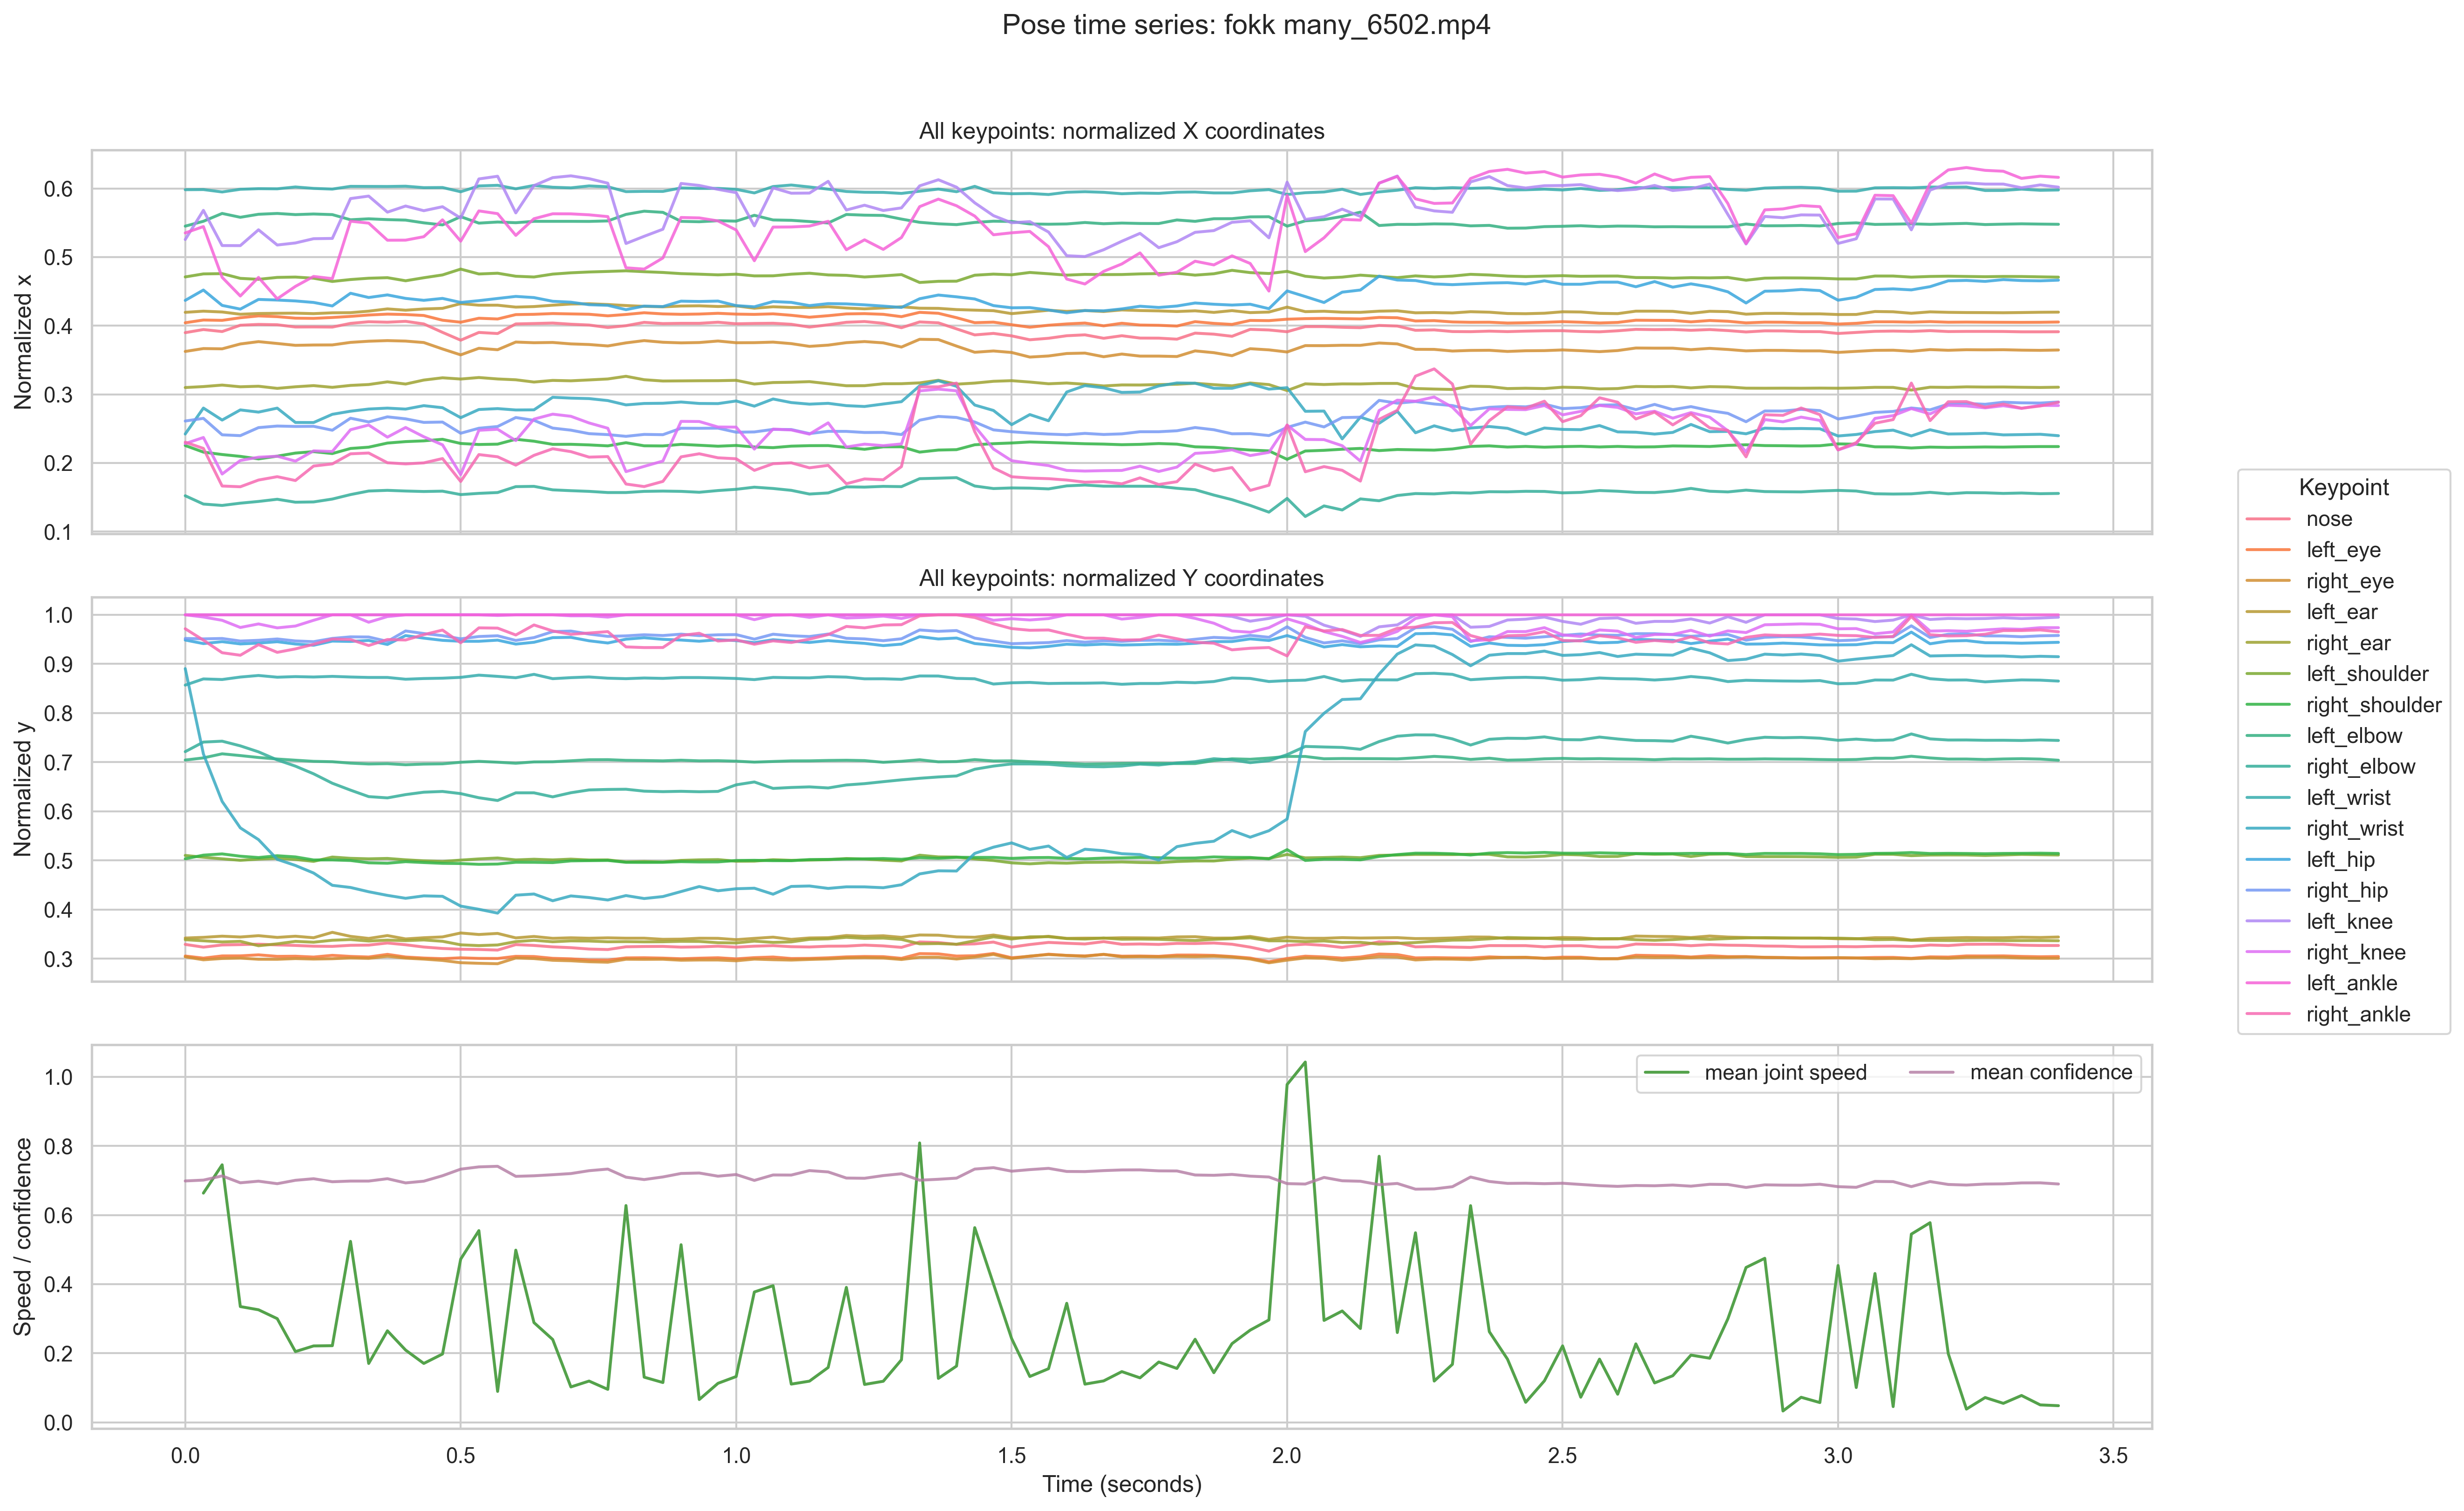 Pose time series: fokk many_6502.mp4
All keypoints: normalized X coordinates
Normalized x
0.6
0.5
0.4
0.3
0.2
0.1
All keypoints: normalized Y coordinates
Normalized y
1.0
0.9
0.8
0.7
0.6
0.5
0.4
0.3
Keypoint
nose
left_eye
right_eye
left_ear
right_ear
left_shoulder
right_shoulder
left_elbow
right_elbow
left_wrist
right_wrist
left_hip
right_hip
left_knee
right_knee
left_ankle
right_ankle
Speed / confidence
1.0
0.8
0.6
0.4
0.2
0.0
mean joint speed mean confidence
0.0 0.5 1.0 1.5 2.0 2.5 3.0 3.5
Time (seconds)